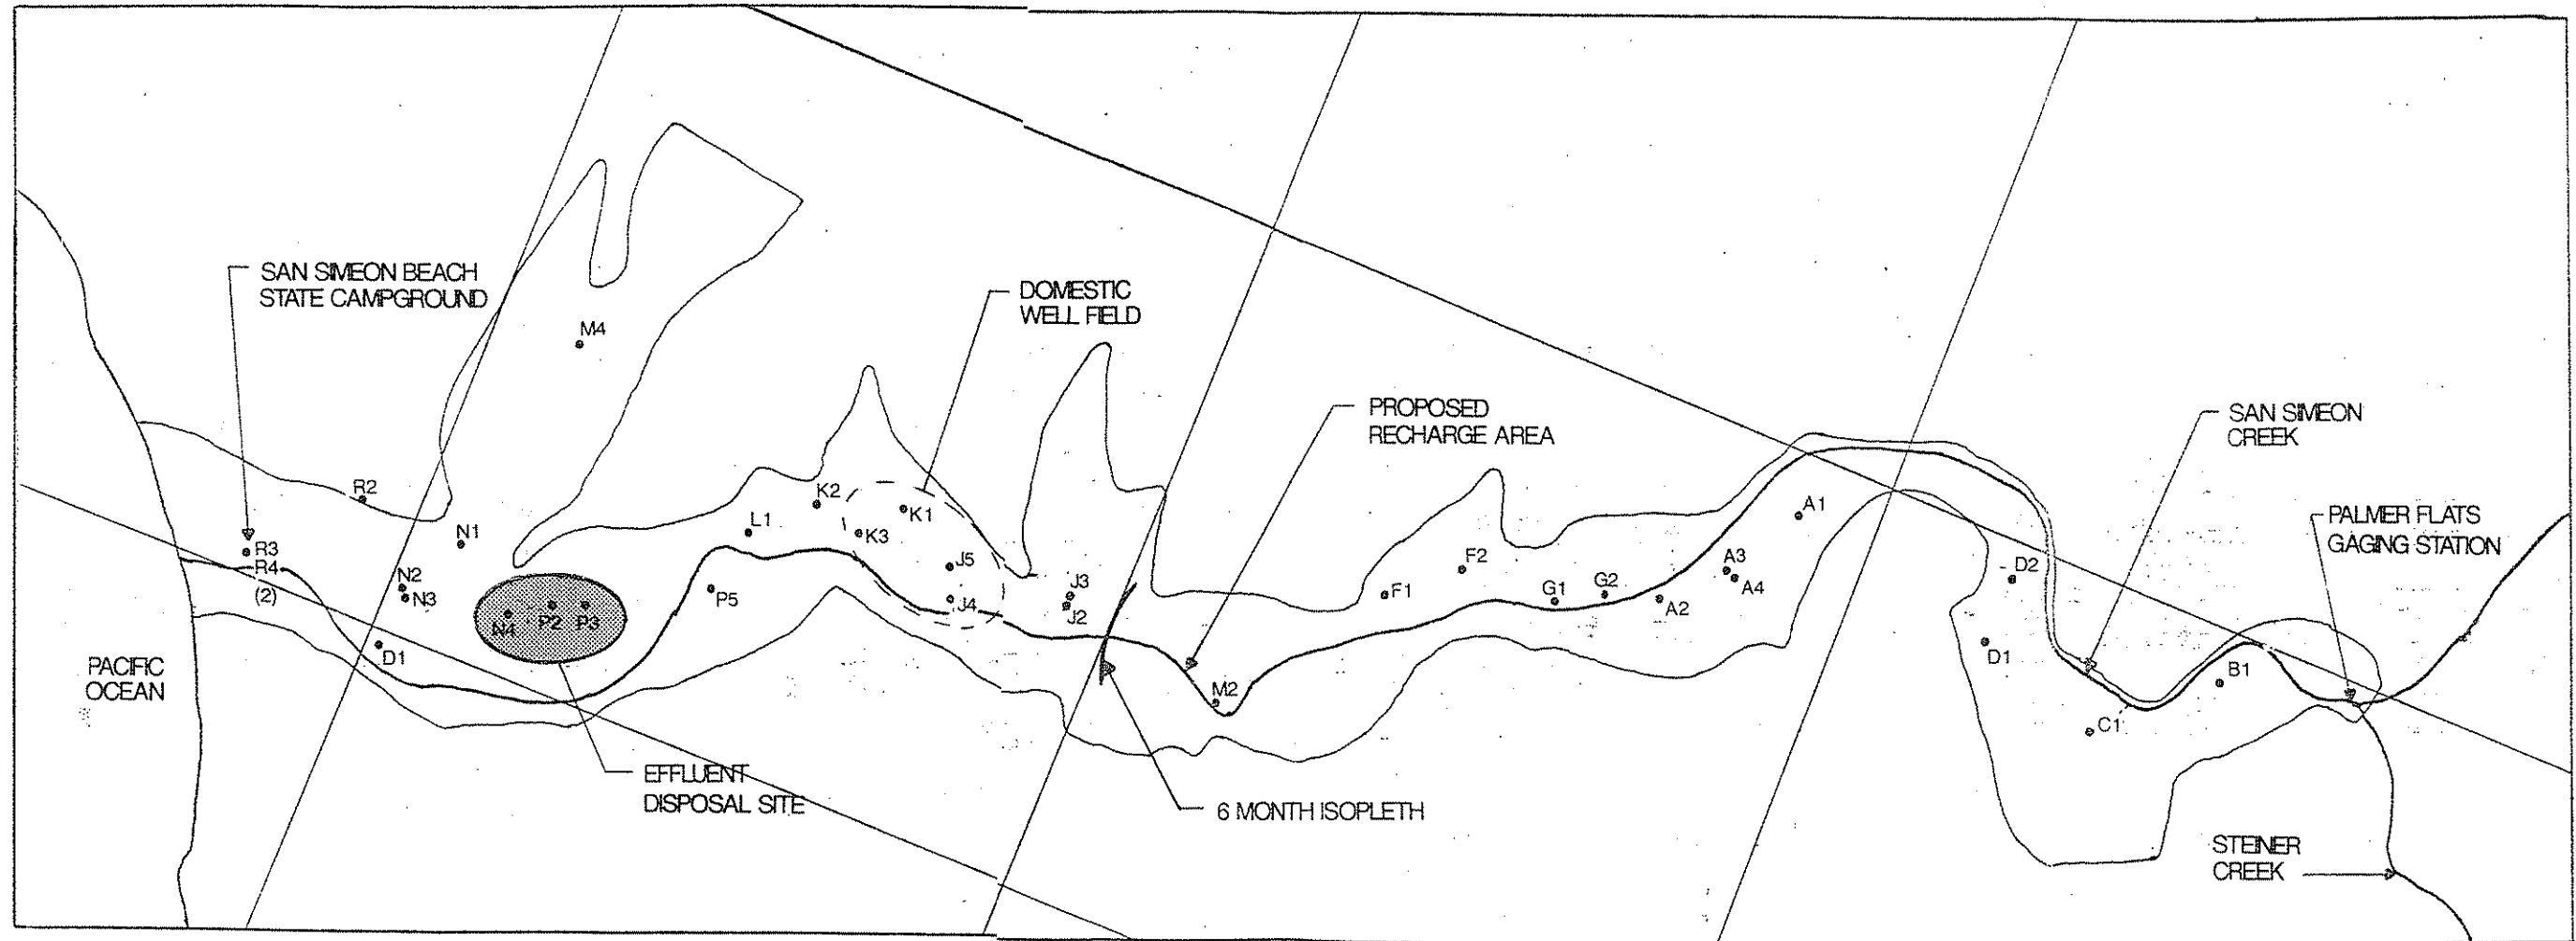 SAN SIMEON BEACH
STATE CAMPGROUND
M4
DOMESTIC
WELL FIELD
PROPOSED
RECHARGE AREA
SAN SIMEON
CREEK
PALMER FLATS
GAGING STATION
R2
R3
R4
(2)
N1
N2
N3
D1
N4
P2
P3
P5
L1
K2
K3
K1
J5
J4
J3
J2
M2
F1
F2
G1
G2
A2
A3
A4
A1
D2
D1
C1
B1
PACIFIC
OCEAN
EFFLUENT
DISPOSAL SITE
6 MONTH ISOPLETH
STEINER
CREEK